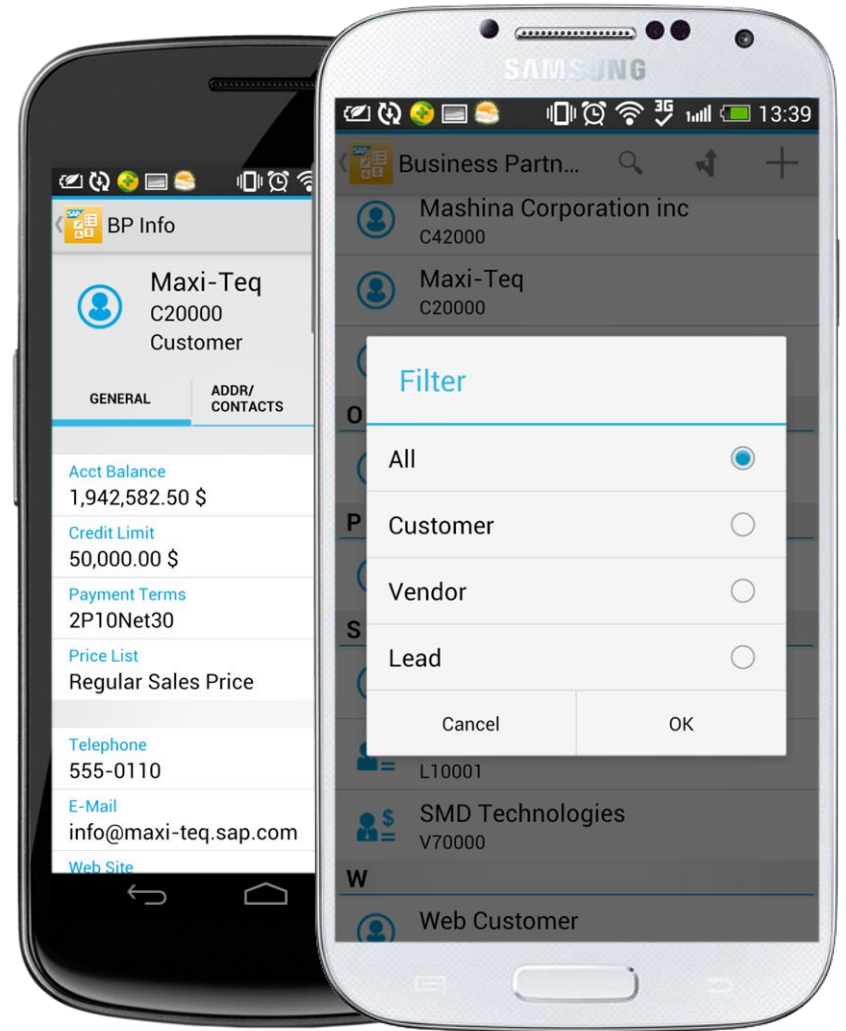 BP Info
Maxi-Teq
C20000
Customer
GENERAL
ADDR/
CONTACTS
Acct Balance
1,942,582.50 $
Credit Limit
50,000.00 $
Payment Terms
2P10Net30
Price List
Regular Sales Price
Telephone
555-0110
E-Mail
info@maxi-teq.sap.com
Web Site
SAMSUNG
3G
13:39
SAP
Business Partn...
Mashina Corporation inc
C42000
Maxi-Teq
C20000
Filter
All
Customer
Vendor
Lead
Cancel
OK
O
P
S
L10001
SMD Technologies
V70000
W
Web Customer